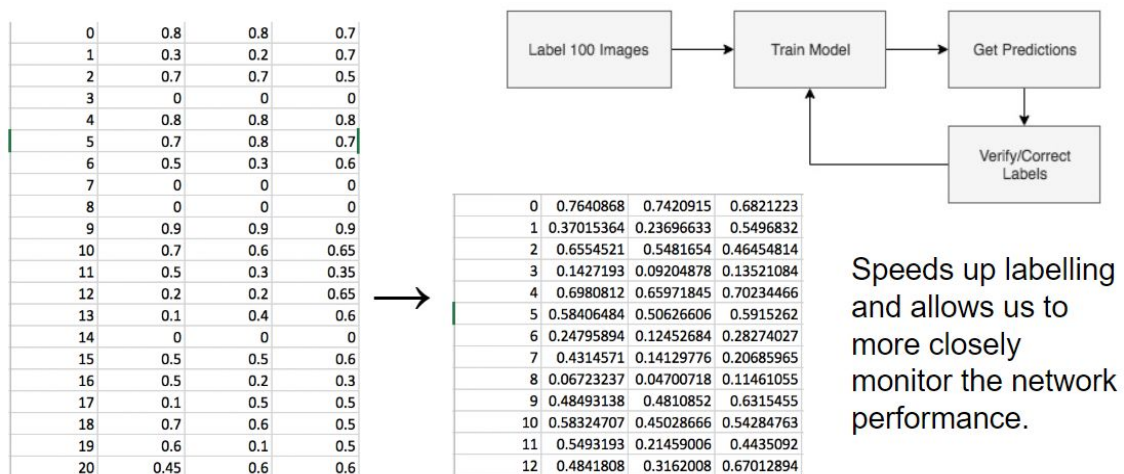 0 0.8 0.8 0.7
1 0.3 0.2 0.7
2 0.7 0.7 0.5
3 0 0 0
4 0.8 0.8 0.8
5 0.7 0.8 0.7
6 0.5 0.3 0.6
7 0 0 0
8 0 0 0
9 0.9 0.9 0.9
10 0.7 0.6 0.65
11 0.5 0.3 0.35
12 0.2 0.2 0.65
13 0.1 0.4 0.6
14 0 0 0
15 0.5 0.5 0.6
16 0.5 0.2 0.3
17 0.1 0.5 0.5
18 0.7 0.6 0.5
19 0.6 0.1 0.5
20 0.45 0.6 0.6
Label 100 Images
Train Model
Get Predictions
Verify/Correct
Labels
0 0.7640868 0.7420915 0.6821223
1 0.37015364 0.23696633 0.5496832
2 0.6554521 0.5481654 0.46454814
3 0.1427193 0.09204878 0.13521084
4 0.6980812 0.65971845 0.70234466
5 0.58406484 0.50626606 0.5915262
6 0.24795894 0.12452684 0.28274027
7 0.4314571 0.14129776 0.20685965
8 0.06723237 0.04700718 0.11461055
9 0.48493138 0.4810852 0.6315455
10 0.58324707 0.45028666 0.54284763
11 0.5493193 0.21459006 0.4435092
12 0.4841808 0.3162008 0.67012894
Speeds up labelling
and allows us to
more closely
monitor the network
performance.